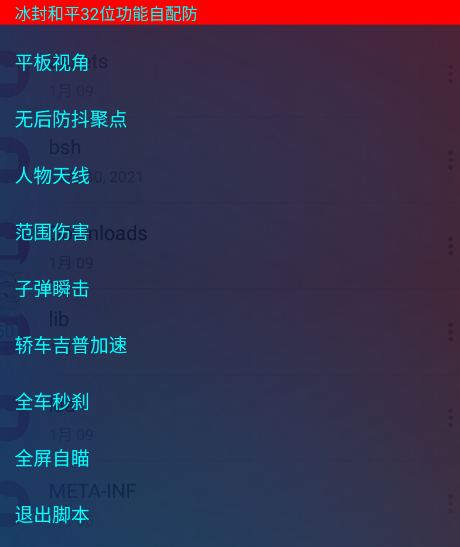 冰封和平32位功能自配防
平板视角
1月 09
无后防抖聚点
bsh
人物天线
30, 2021
范围伤害
nloads
1月 09
子弹瞬击
lib
轿车吉普加速
全车秒刹
1月 09
全屏自瞄
META-INF
退出脚本